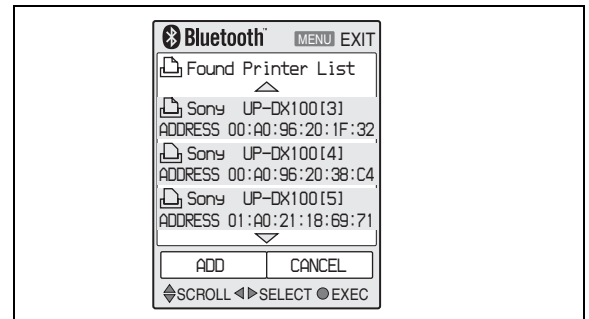 Bluetooth™ MENU EXIT
Found Printer List
Sony UP-DX100[3]
ADDRESS 00:A0:96:20:1F:32
Sony UP-DX100[4]
ADDRESS 00:A0:96:20:38:C4
Sony UP-DX100[5]
ADDRESS 01:A0:21:18:69:71
ADD CANCEL
SCROLL SELECT EXEC